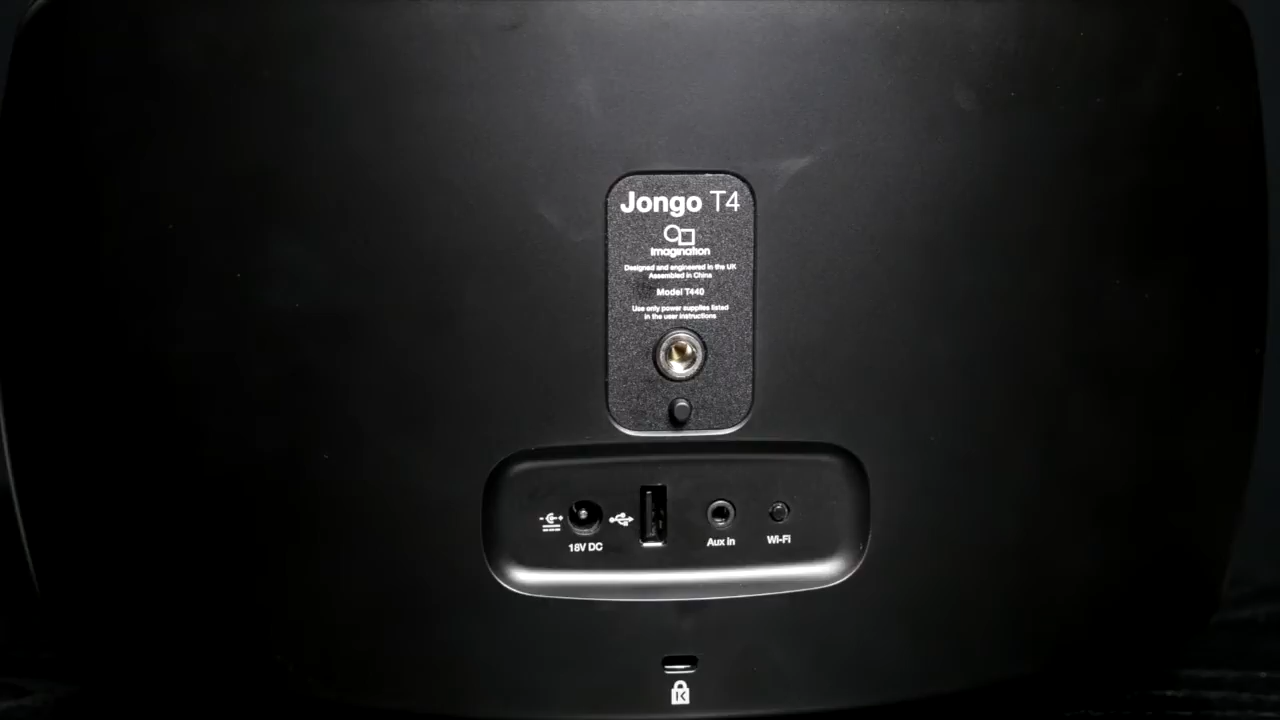 Jongo T4
Imagination
Designed and engineered in the UK
Assembled in China
Model T440
Use only power supplies listed
in the user instructions
18V DC
Aux in
Wi-Fi
K